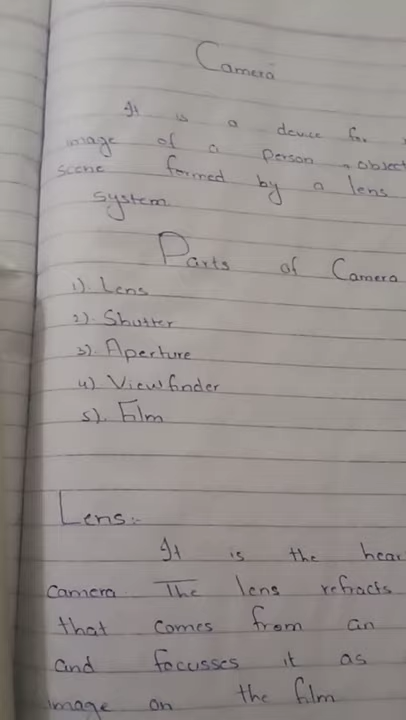 Camera
It is a device for
image of a person, object
scene formed by a lens
system.
Parts of Camera
1). Lens
2). Shutter
3). Aperture
4) Viewfinder
5). Film
Lens:-
It is the
camera. The lens refracts
that comes from an
and focusses it as
image on the film